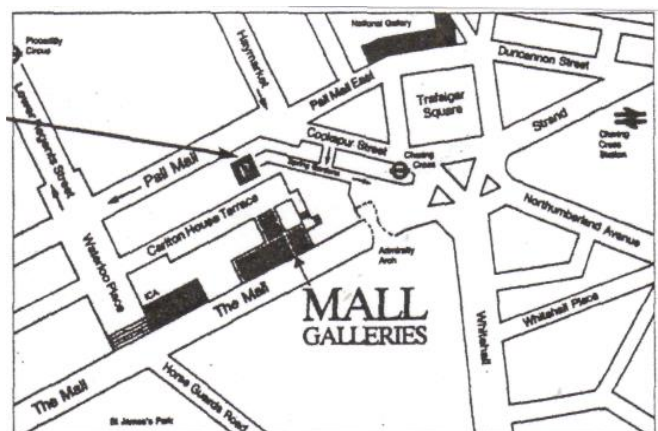 National Gallery
Piccadilly
Circus
Haymarket
Duncannon Street
Pall Mall East
Lower Regents Street
Trafalgar
Square
Strand
Cockspur Street
Charing
Cross
Station
Charing
Cross
Pall Mall
Spring Gardens
P
Carlton House Terrace
Northumberland Avenue
Waterloo Place
Admiralty
Arch
ICA
The Mall
MALL
GALLERIES
Whitehall Place
Whitehall
The Mall
Horse Guards Road
St James's Park